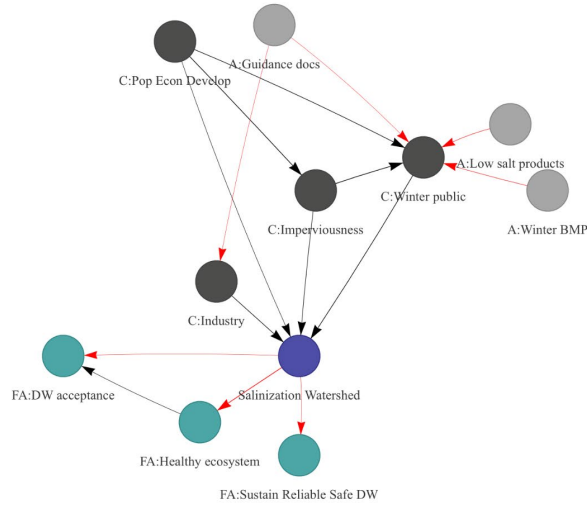 A:Guidance docs
C:Pop Econ Develop
A:Low salt products
C:Winter public
C:Imperviousness
A:Winter BMP
C:Industry
FA:DW acceptance
Salinization Watershed
FA:Healthy ecosystem
FA:Sustain Reliable Safe DW